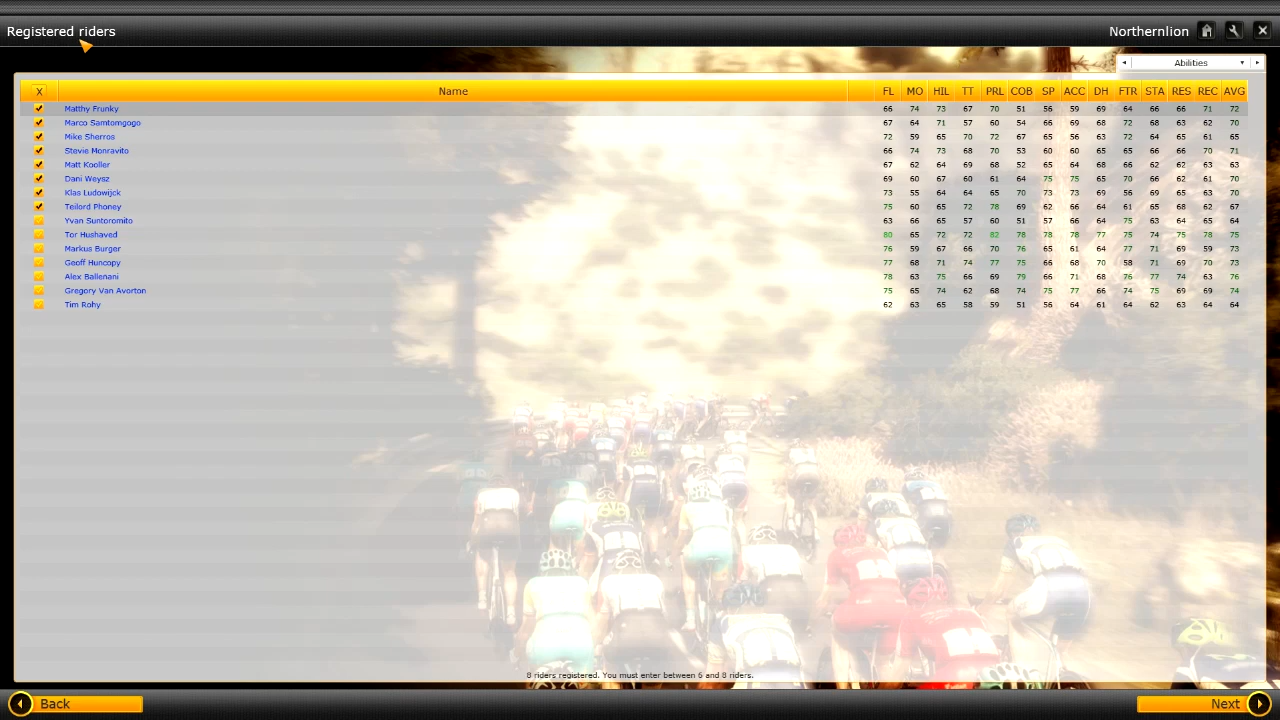 Registered riders Northernlion
Abilities
X Name FL MO HIL TT PRL COB SP ACC DH FTR STA RES REC AVG
Matthy Frunky 66 74 73 67 70 51 56 59 69 64 66 66 71 72
Marco Samtomgogo 67 64 71 57 60 54 66 69 68 72 68 63 62 70
Mike Sherros 72 59 65 70 72 67 65 56 63 72 64 65 61 65
Stevie Monravito 66 74 73 68 70 53 60 60 65 65 66 66 70 71
Matt Kooller 67 62 64 69 68 52 65 64 68 66 62 62 63 63
Dani Weysz 69 60 67 60 61 64 75 75 65 70 66 62 61 70
Klas Ludowijck 73 55 64 64 65 70 73 73 69 56 69 65 63 70
Teilord Phoney 75 60 65 72 78 69 62 66 64 61 65 68 62 67
Yvan Suntoromito 63 66 65 57 60 51 57 66 64 75 63 64 65 64
Tor Hushaved 80 65 72 72 82 78 78 78 77 75 74 75 78 75
Markus Burger 76 59 67 66 70 76 65 61 64 77 71 69 59 73
Geoff Huncopy 77 68 71 74 77 75 66 68 70 58 71 69 70 73
Alex Ballenani 78 63 75 66 69 79 66 71 68 76 77 74 63 76
Gregory Van Avorton 75 65 74 62 68 74 75 77 66 74 75 69 69 74
Tim Rohy 62 63 65 58 59 51 56 64 61 64 62 63 64 64
8 riders registered. You must enter between 6 and 8 riders.
Back Next